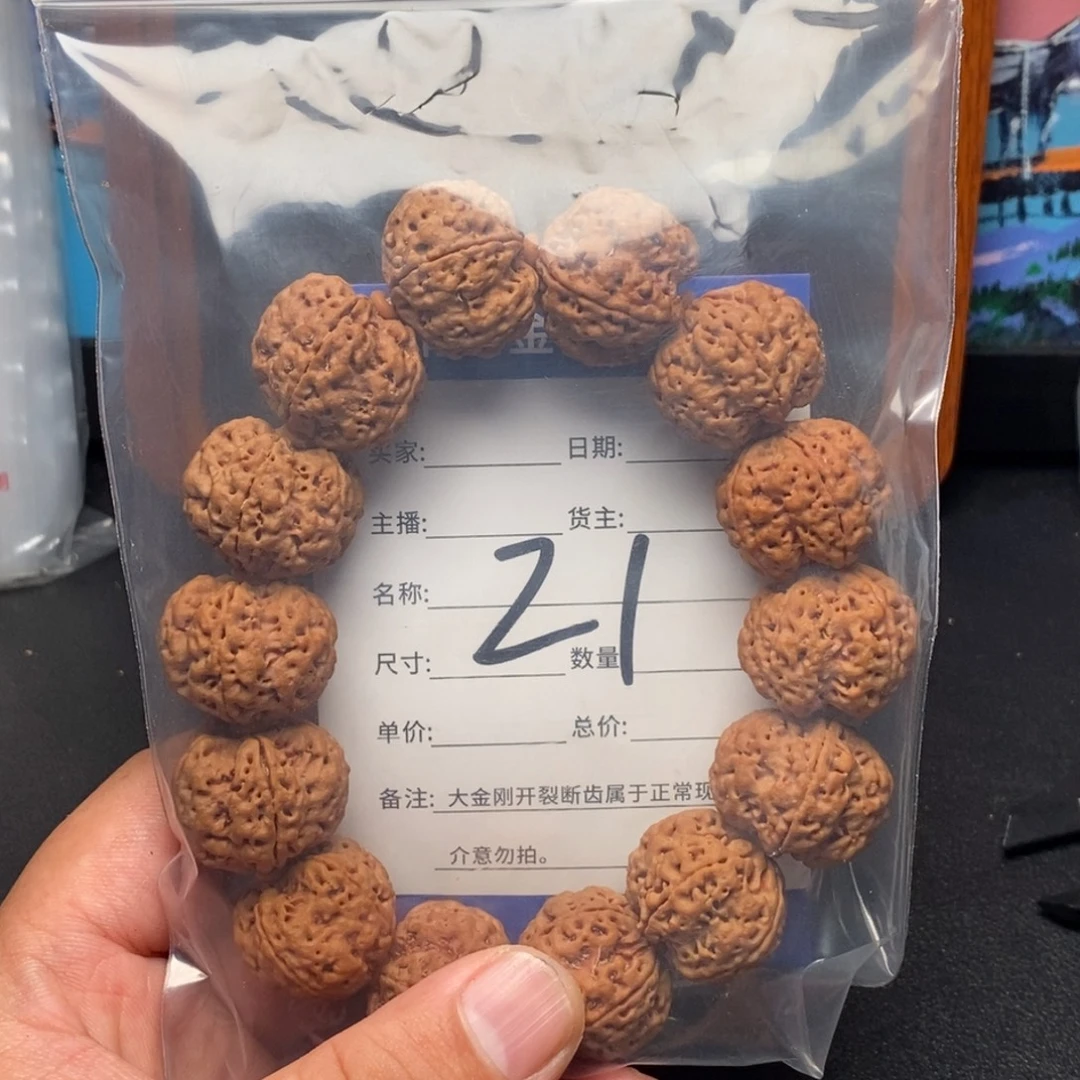 金
买家: 日期:
主播: 货主:
名称:
21
尺寸: 数量
单价: 总价:
备注: 大金刚开裂断齿属于正常现
介意勿拍。